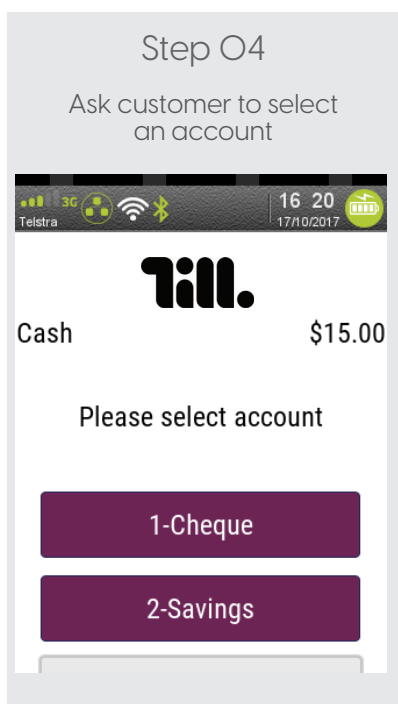 Step 04
Ask customer to select
an account
3G
16 20
Telstra
17/10/2017
Till.
Cash $15.00
Please select account
1-Cheque
2-Savings